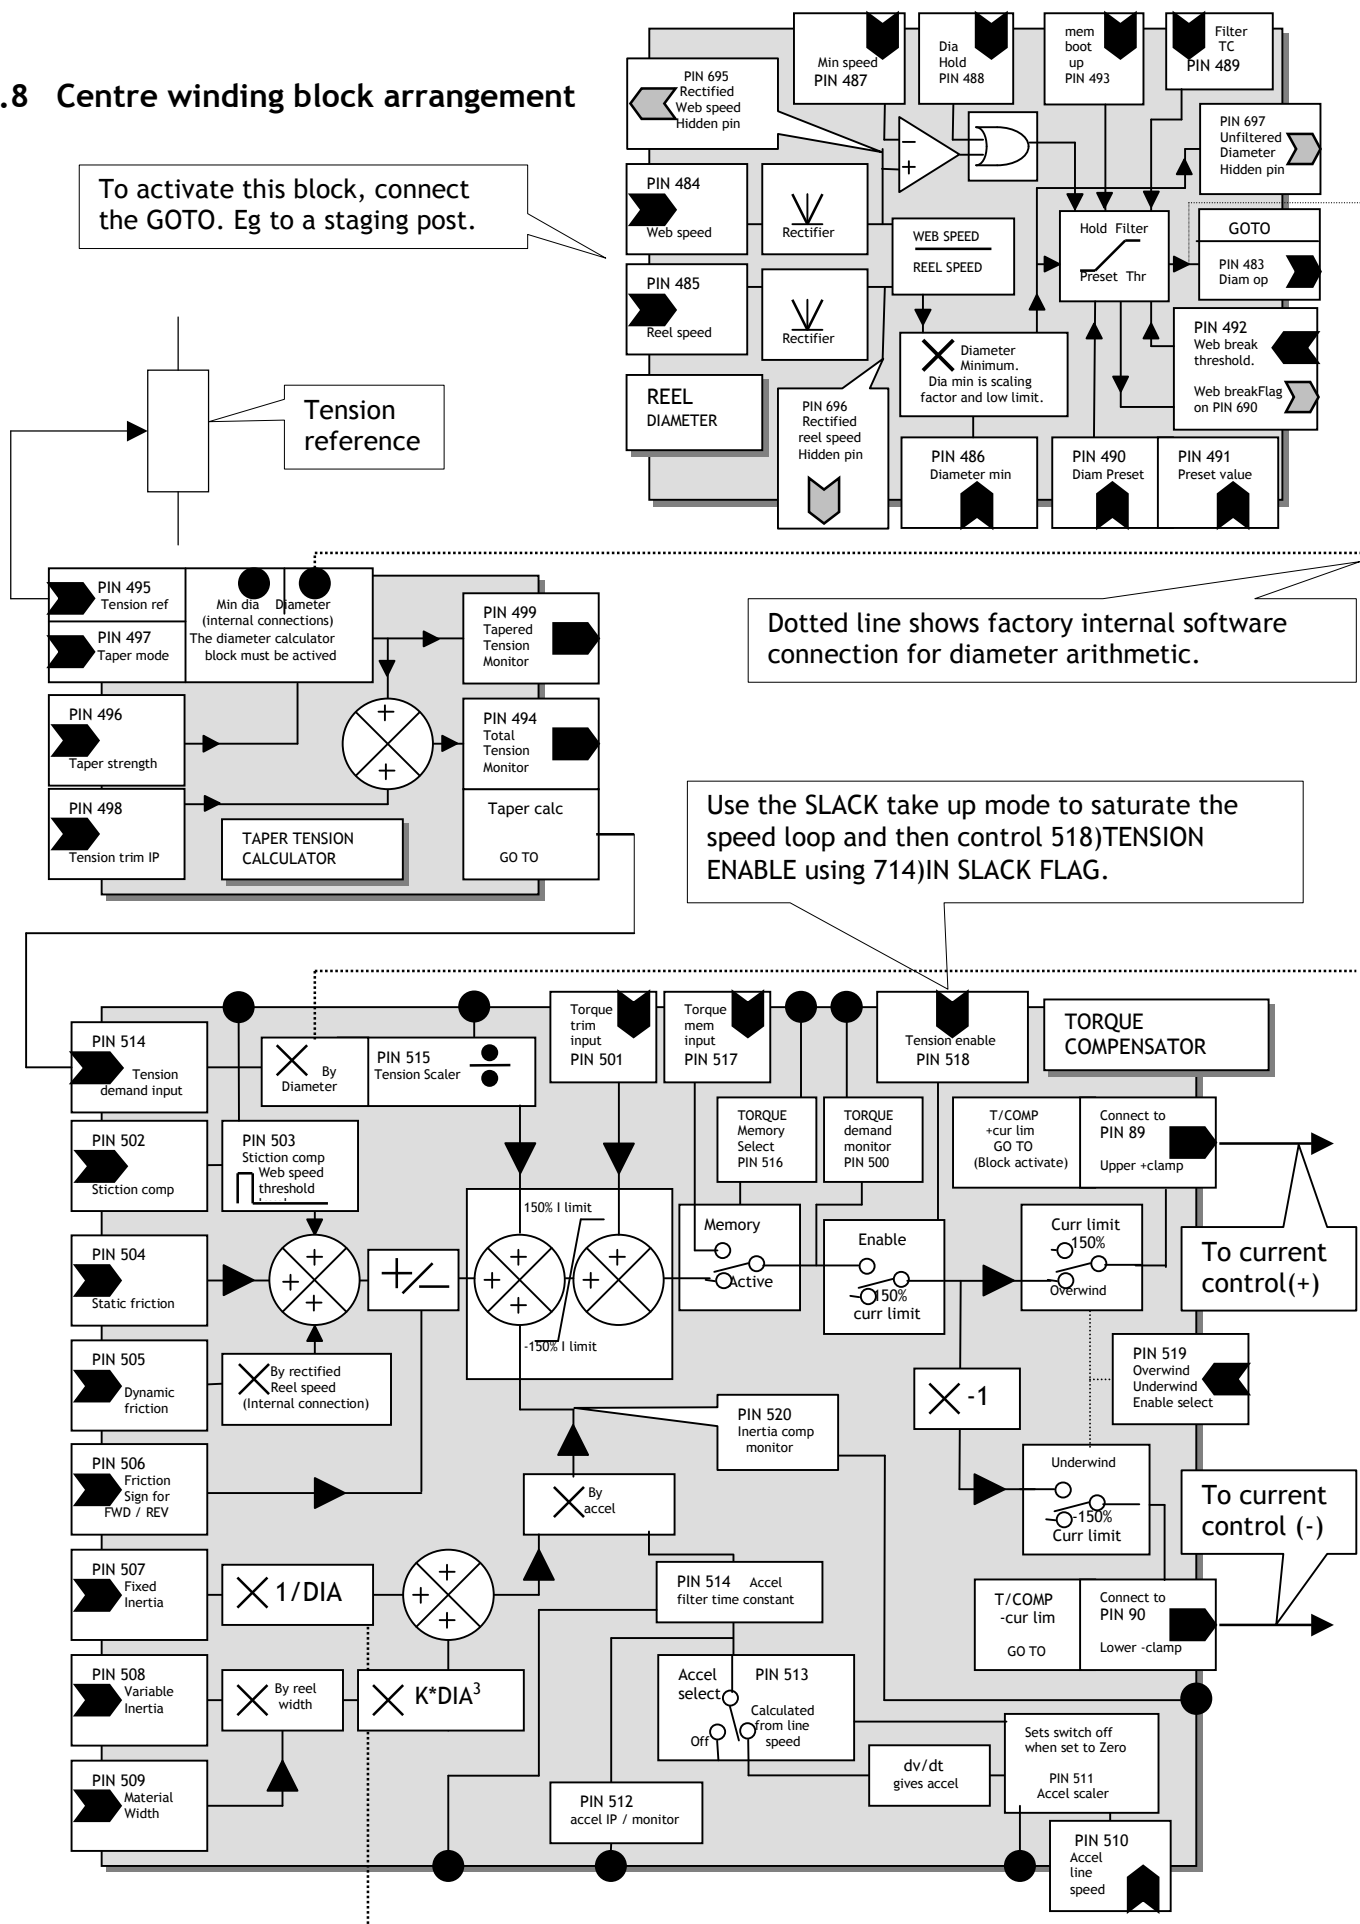 .8 Centre winding block arrangement
To activate this block, connect
the GOTO. Eg to a staging post.
PIN 695
Rectified
Web speed
Hidden pin
Min speed
PIN 487
Dia
Hold
PIN 488
mem
boot
up
PIN 493
Filter
TC
PIN 489
PIN 697
Unfiltered
Diameter
Hidden pin
−
+
PIN 484
Web speed
Rectifier
WEB SPEED
REEL SPEED
Hold Filter
Preset Thr
GOTO
PIN 483
Diam op
PIN 485
Reel speed
Rectifier
Diameter
Minimum.
Dia min is scaling
factor and low limit.
PIN 492
Web break
threshold.
Web breakFlag
on PIN 690
REEL
DIAMETER
PIN 696
Rectified
reel speed
Hidden pin
PIN 486
Diameter min
PIN 490
Diam Preset
PIN 491
Preset value
Tension
reference
Dotted line shows factory internal software
connection for diameter arithmetic.
PIN 495
Tension ref
PIN 497
Taper mode
Min dia Diameter
(internal connections)
The diameter calculator
block must be actived
PIN 499
Tapered
Tension
Monitor
PIN 496
Taper strength
+
+
PIN 494
Total
Tension
Monitor
PIN 498
Tension trim IP
TAPER TENSION
CALCULATOR
Taper calc
GO TO
Use the SLACK take up mode to saturate the
speed loop and then control 518)TENSION
ENABLE using 714)IN SLACK FLAG.
PIN 514
Tension
demand input
By
Diameter
PIN 515
Tension Scaler
Torque
trim
input
PIN 501
Torque
mem
input
PIN 517
Tension enable
PIN 518
TORQUE
COMPENSATOR
PIN 502
Stiction comp
PIN 503
Stiction comp
Web speed
threshold
TORQUE
Memory
Select
PIN 516
TORQUE
demand
monitor
PIN 500
T/COMP
+cur lim
GO TO
(Block activate)
Connect to
PIN 89
Upper +clamp
PIN 504
Static friction
+
+ +
+
+/−
150% I limit
+
+ +
+
+
+ +
-150% I limit
Memory
Active
Enable
150%
curr limit
Curr limit
150%
Overwind
To current
control(+)
PIN 505
Dynamic
friction
By rectified
Reel speed
(Internal connection)
PIN 519
Overwind
Underwind
Enable select
-1
PIN 520
Inertia comp
monitor
PIN 506
Friction
Sign for
FWD / REV
By
accel
Underwind
-150%
Curr limit
To current
control (-)
PIN 507
Fixed
Inertia
1/DIA
+
+ +
+
PIN 514 Accel
filter time constant
T/COMP
-cur lim
GO TO
Connect to
PIN 90
Lower -clamp
PIN 508
Variable
Inertia
By reel
width
K*DIA³
Accel
select
PIN 513
Calculated
from line
speed
Off
Sets switch off
when set to Zero
PIN 511
Accel scaler
dv/dt
gives accel
PIN 509
Material
Width
PIN 512
accel IP / monitor
PIN 510
Accel
line
speed